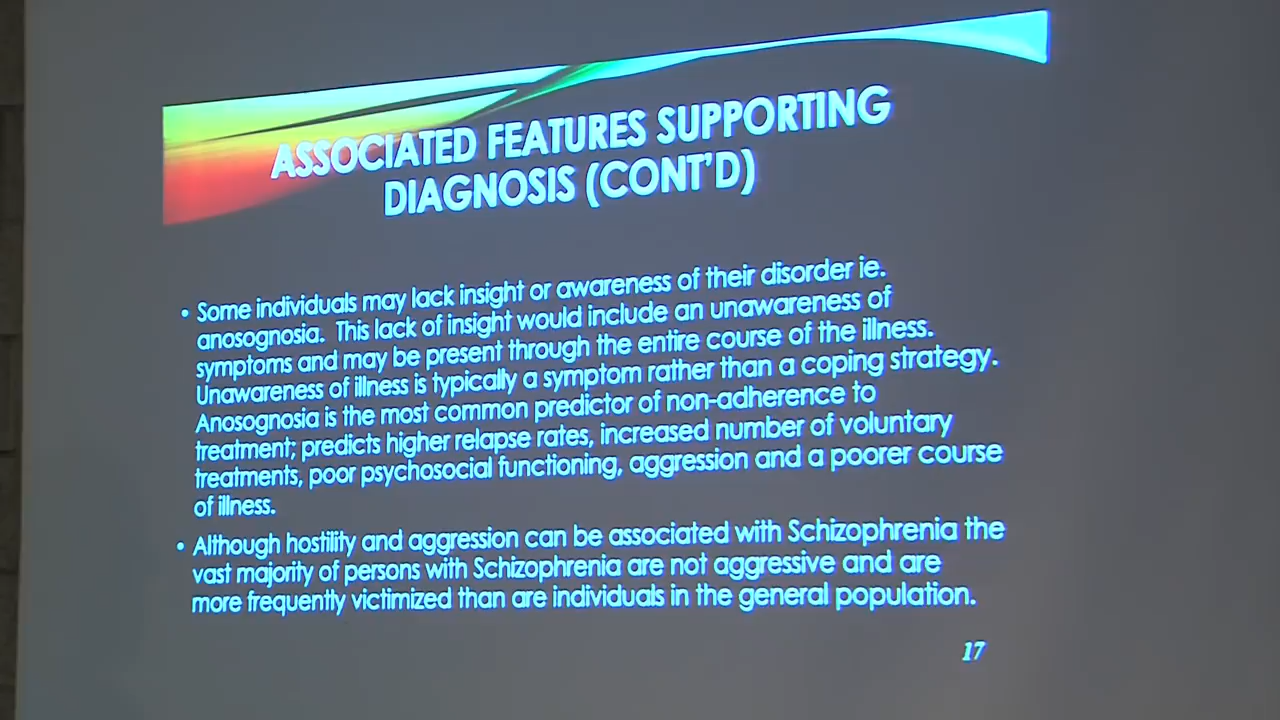 ASSOCIATED FEATURES SUPPORTING
DIAGNOSIS (CONT'D)
• Some individuals may lack insight or awareness of their disorder ie.
anosognosia. This lack of insight would include an unawareness of
symptoms and may be present through the entire course of the illness.
Unawareness of illness is typically a symptom rather than a coping strategy.
Anosognosia is the most common predictor of non-adherence to
treatment; predicts higher relapse rates, increased number of voluntary
treatments, poor psychosocial functioning, aggression and a poorer course
of illness.
• Although hostility and aggression can be associated with Schizophrenia the
vast majority of persons with Schizophrenia are not aggressive and are
more frequently victimized than are individuals in the general population.
17